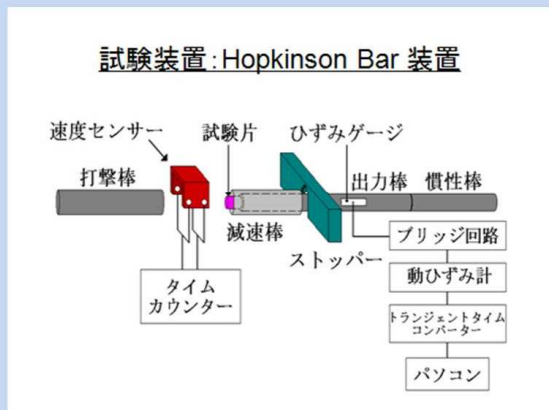 試験装置：Hopkinson Bar 装置
速度センサー
試験片
ひずみゲージ
打撃棒
出力棒
慣性棒
減速棒
ストッパー
ブリッジ回路
タイム
カウンター
動ひずみ計
トランジェントタイム
コンバーター
パソコン